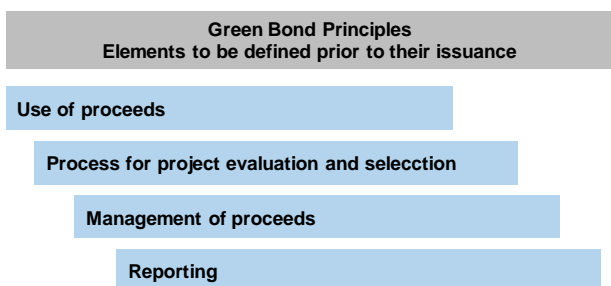 Green Bond Principles
Elements to be defined prior to their issuance
Use of proceeds
Process for project evaluation and selecction
Management of proceeds
Reporting